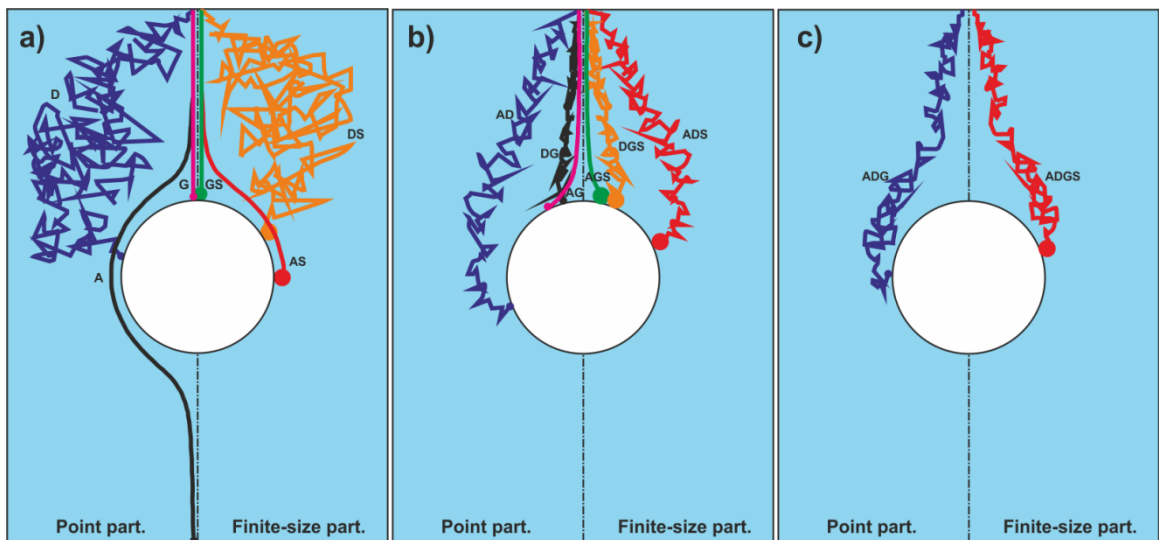 a)
D
DS
G
GS
A
AS
Point part.
Finite-size part.
b)
AD
ADS
DG
DGS
AG
AGS
Point part.
Finite-size part.
c)
ADG
ADGS
Point part.
Finite-size part.